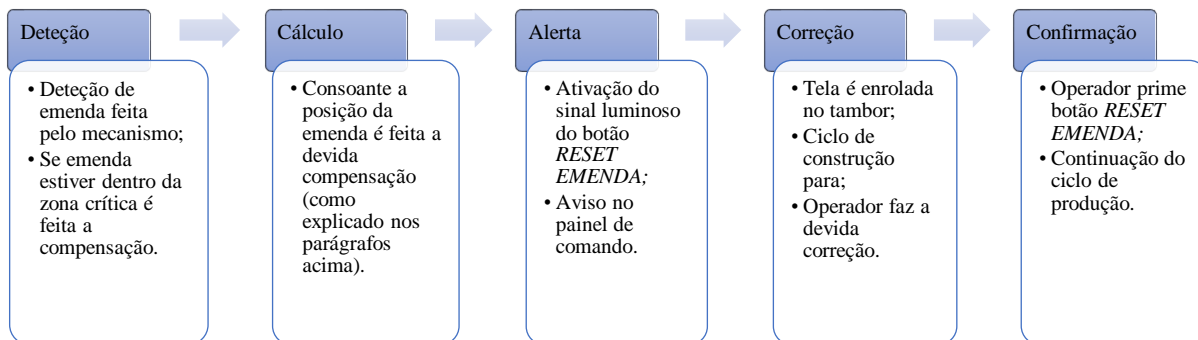 Deteção
• Deteção de
emenda feita
pelo mecanismo;
• Se emenda
estiver dentro da
zona crítica é
feita a
compensação.
Cálculo
• Consoante a
posição da
emenda é feita a
devida
compensação
(como
explicado nos
parágrafos
acima).
Alerta
• Ativação do
sinal luminoso
do botão
RESET
EMENDA;
• Aviso no
painel de
comando.
Correção
• Tela é enrolada
no tambor;
• Ciclo de
construção
para;
• Operador faz a
devida
correção.
Confirmação
• Operador prime
botão RESET
EMENDA;
• Continuação do
ciclo de
produção.